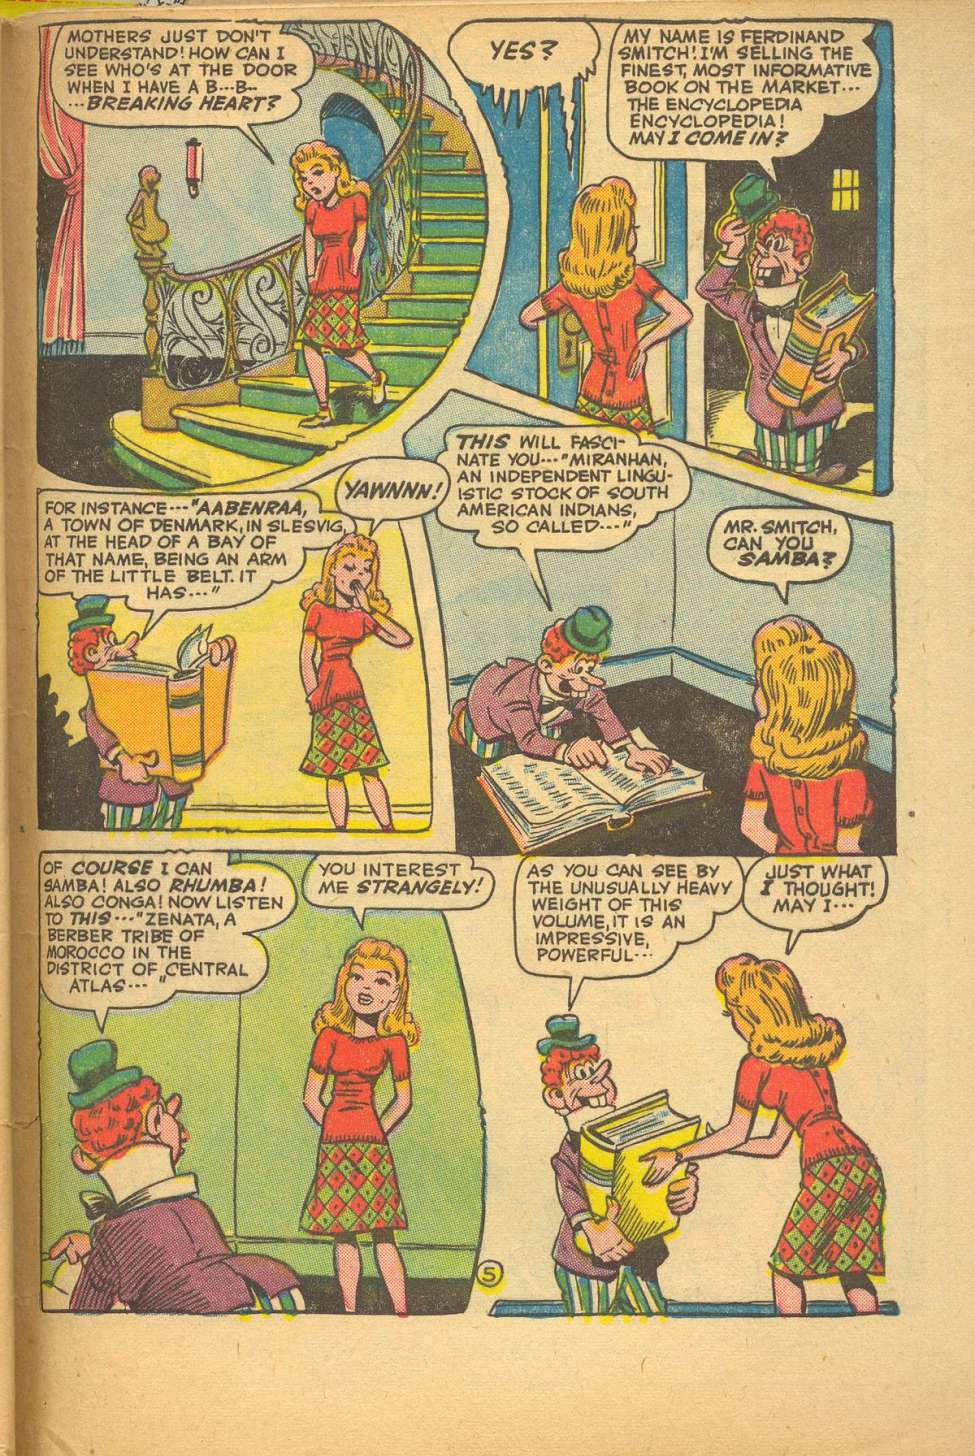 MOTHERS JUST DON'T
UNDERSTAND! HOW CAN I
SEE WHO'S AT THE DOOR
WHEN I HAVE A B---B--
---BREAKING HEART?
YES?
MY NAME IS FERDINAND
SMITCH! I'M SELLING THE
FINEST, MOST INFORMATIVE
BOOK ON THE MARKET---
THE ENCYCLOPEDIA
ENCYCLOPEDIA!
MAY I COME IN?
FOR INSTANCE---"AABENRAA,
A TOWN OF DENMARK, IN SLESVIG,
AT THE HEAD OF A BAY OF
THAT NAME, BEING AN ARM
OF THE LITTLE BELT. IT
HAS---"
YAWNNN!
THIS WILL FASCI-
NATE YOU---"MIRANHAN,
AN INDEPENDENT LINGU-
ISTIC STOCK OF SOUTH
AMERICAN INDIANS,
SO CALLED---"
MR. SMITCH,
CAN YOU
SAMBA?
OF COURSE I CAN
SAMBA! ALSO RHUMBA!
ALSO CONGA! NOW LISTEN
TO THIS---"ZENATA, A
BERBER TRIBE OF
MOROCCO IN THE
DISTRICT OF CENTRAL
ATLAS--- "
YOU INTEREST
ME STRANGELY!
AS YOU CAN SEE BY
THE UNUSUALLY HEAVY
WEIGHT OF THIS
VOLUME, IT IS AN
IMPRESSIVE,
POWERFUL---
JUST WHAT
I THOUGHT!
MAY I---
5